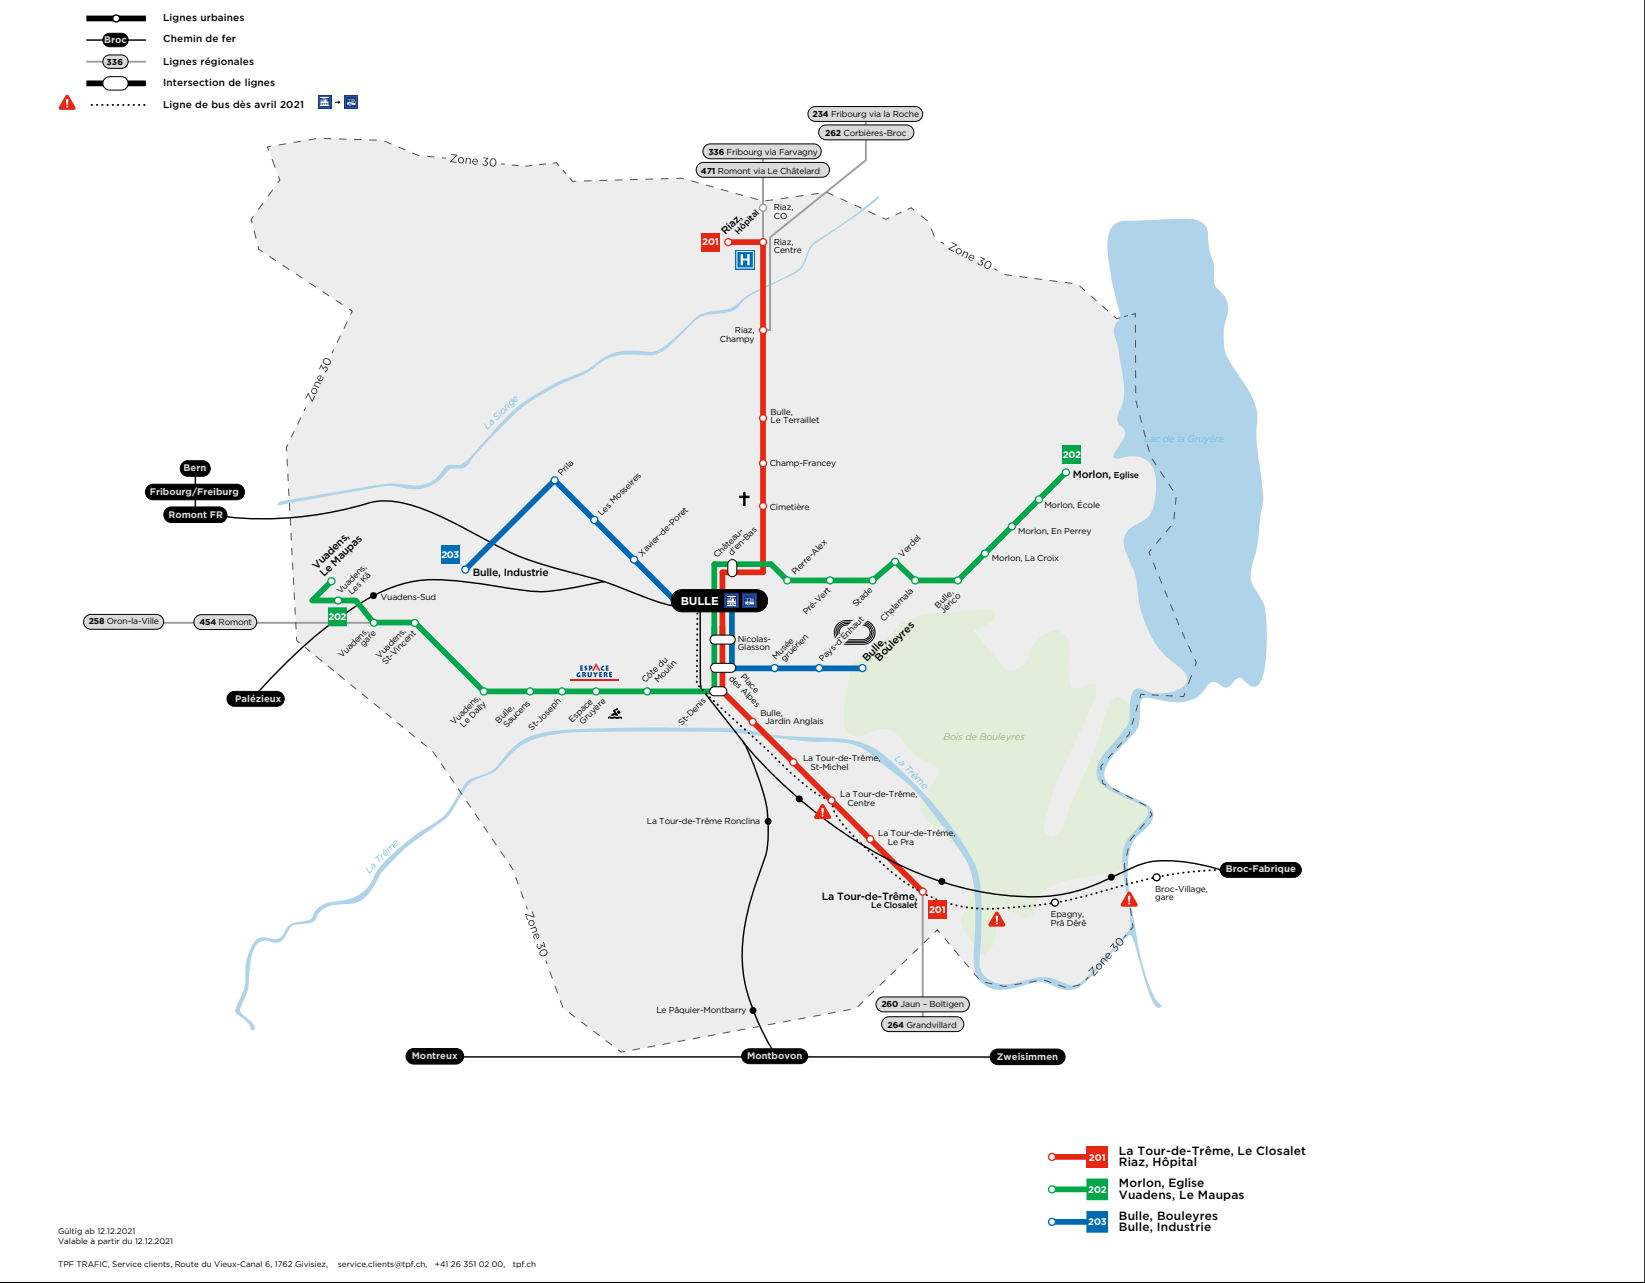 Lignes urbaines
Broc
Chemin de fer
336
Lignes régionales
Intersection de lignes
Ligne de bus dès avril 2021
234 Fribourg via la Roche
262 Corbières-Broc
336 Fribourg via Farvagny
471 Romont via Le Châtelard
Zone 30
Riaz,
CO
Riaz,
Hôpital
201
Riaz,
Centre
H
Zone 30
Riaz,
Champy
Zone 30
La Sionge
Bulle,
Le Terraillet
Lac de la Gruyère
Champ-Francey
202
Morlon, Eglise
Bern
Fribourg/Freiburg
Romont FR
Prila
Les Mosseires
Xavier-de-Poret
Cimetière
Morlon, École
Morlon, En Perrey
Morlon, La Croix
Château-
d'en-Bas
Pierre-Alex
Pré-Vert
Stade
Verdel
Chalamala
Bulle,
Jéricо
203
Bulle, Industrie
Vuadens,
Le Maupas
Vuadens,
Les Kâ
Vuadens-Sud
BULLE
202
258 Oron-la-Ville
454 Romont
Vuadens,
gare
Vuadens,
St-Vincent
Nicolas-
Glasson
Musée
gruérien
Pays-d'Enhaut
Bulle,
Bouleyres
Palézieux
ESPACE
GRUYERE
Côte du
Moulin
Place
des Alpes
Vuadens,
Le Dally
Bulle,
Saucens
St-Joseph
Espace
Gruyère
St-Denis
Bulle,
Jardin Anglais
Bois de Bouleyres
La Tour-de-Trême,
St-Michel
La Trême
La Tour-de-Trême,
Centre
La Tour-de-Trême Ronclina
La Tour-de-Trême,
Le Pra
La Trême
Broc-Fabrique
La Tour-de-Trême,
Le Closalet
201
Broc-Village,
gare
Epagny,
Prâ Dêrê
Zone 30
Zone 30
260 Jaun – Boltigen
264 Grandvillard
Le Pâquier-Montbarry
Montreux
Montbovon
Zweisimmen
201
La Tour-de-Trême, Le Closalet
Riaz, Hôpital
202
Morlon, Eglise
Vuadens, Le Maupas
203
Bulle, Bouleyres
Bulle, Industrie
Gültig ab 12.12.2021
Valable à partir du 12.12.2021
TPF TRAFIC, Service clients, Route du Vieux-Canal 6, 1762 Givisiez, service.clients@tpf.ch, +41 26 351 02 00, tpf.ch